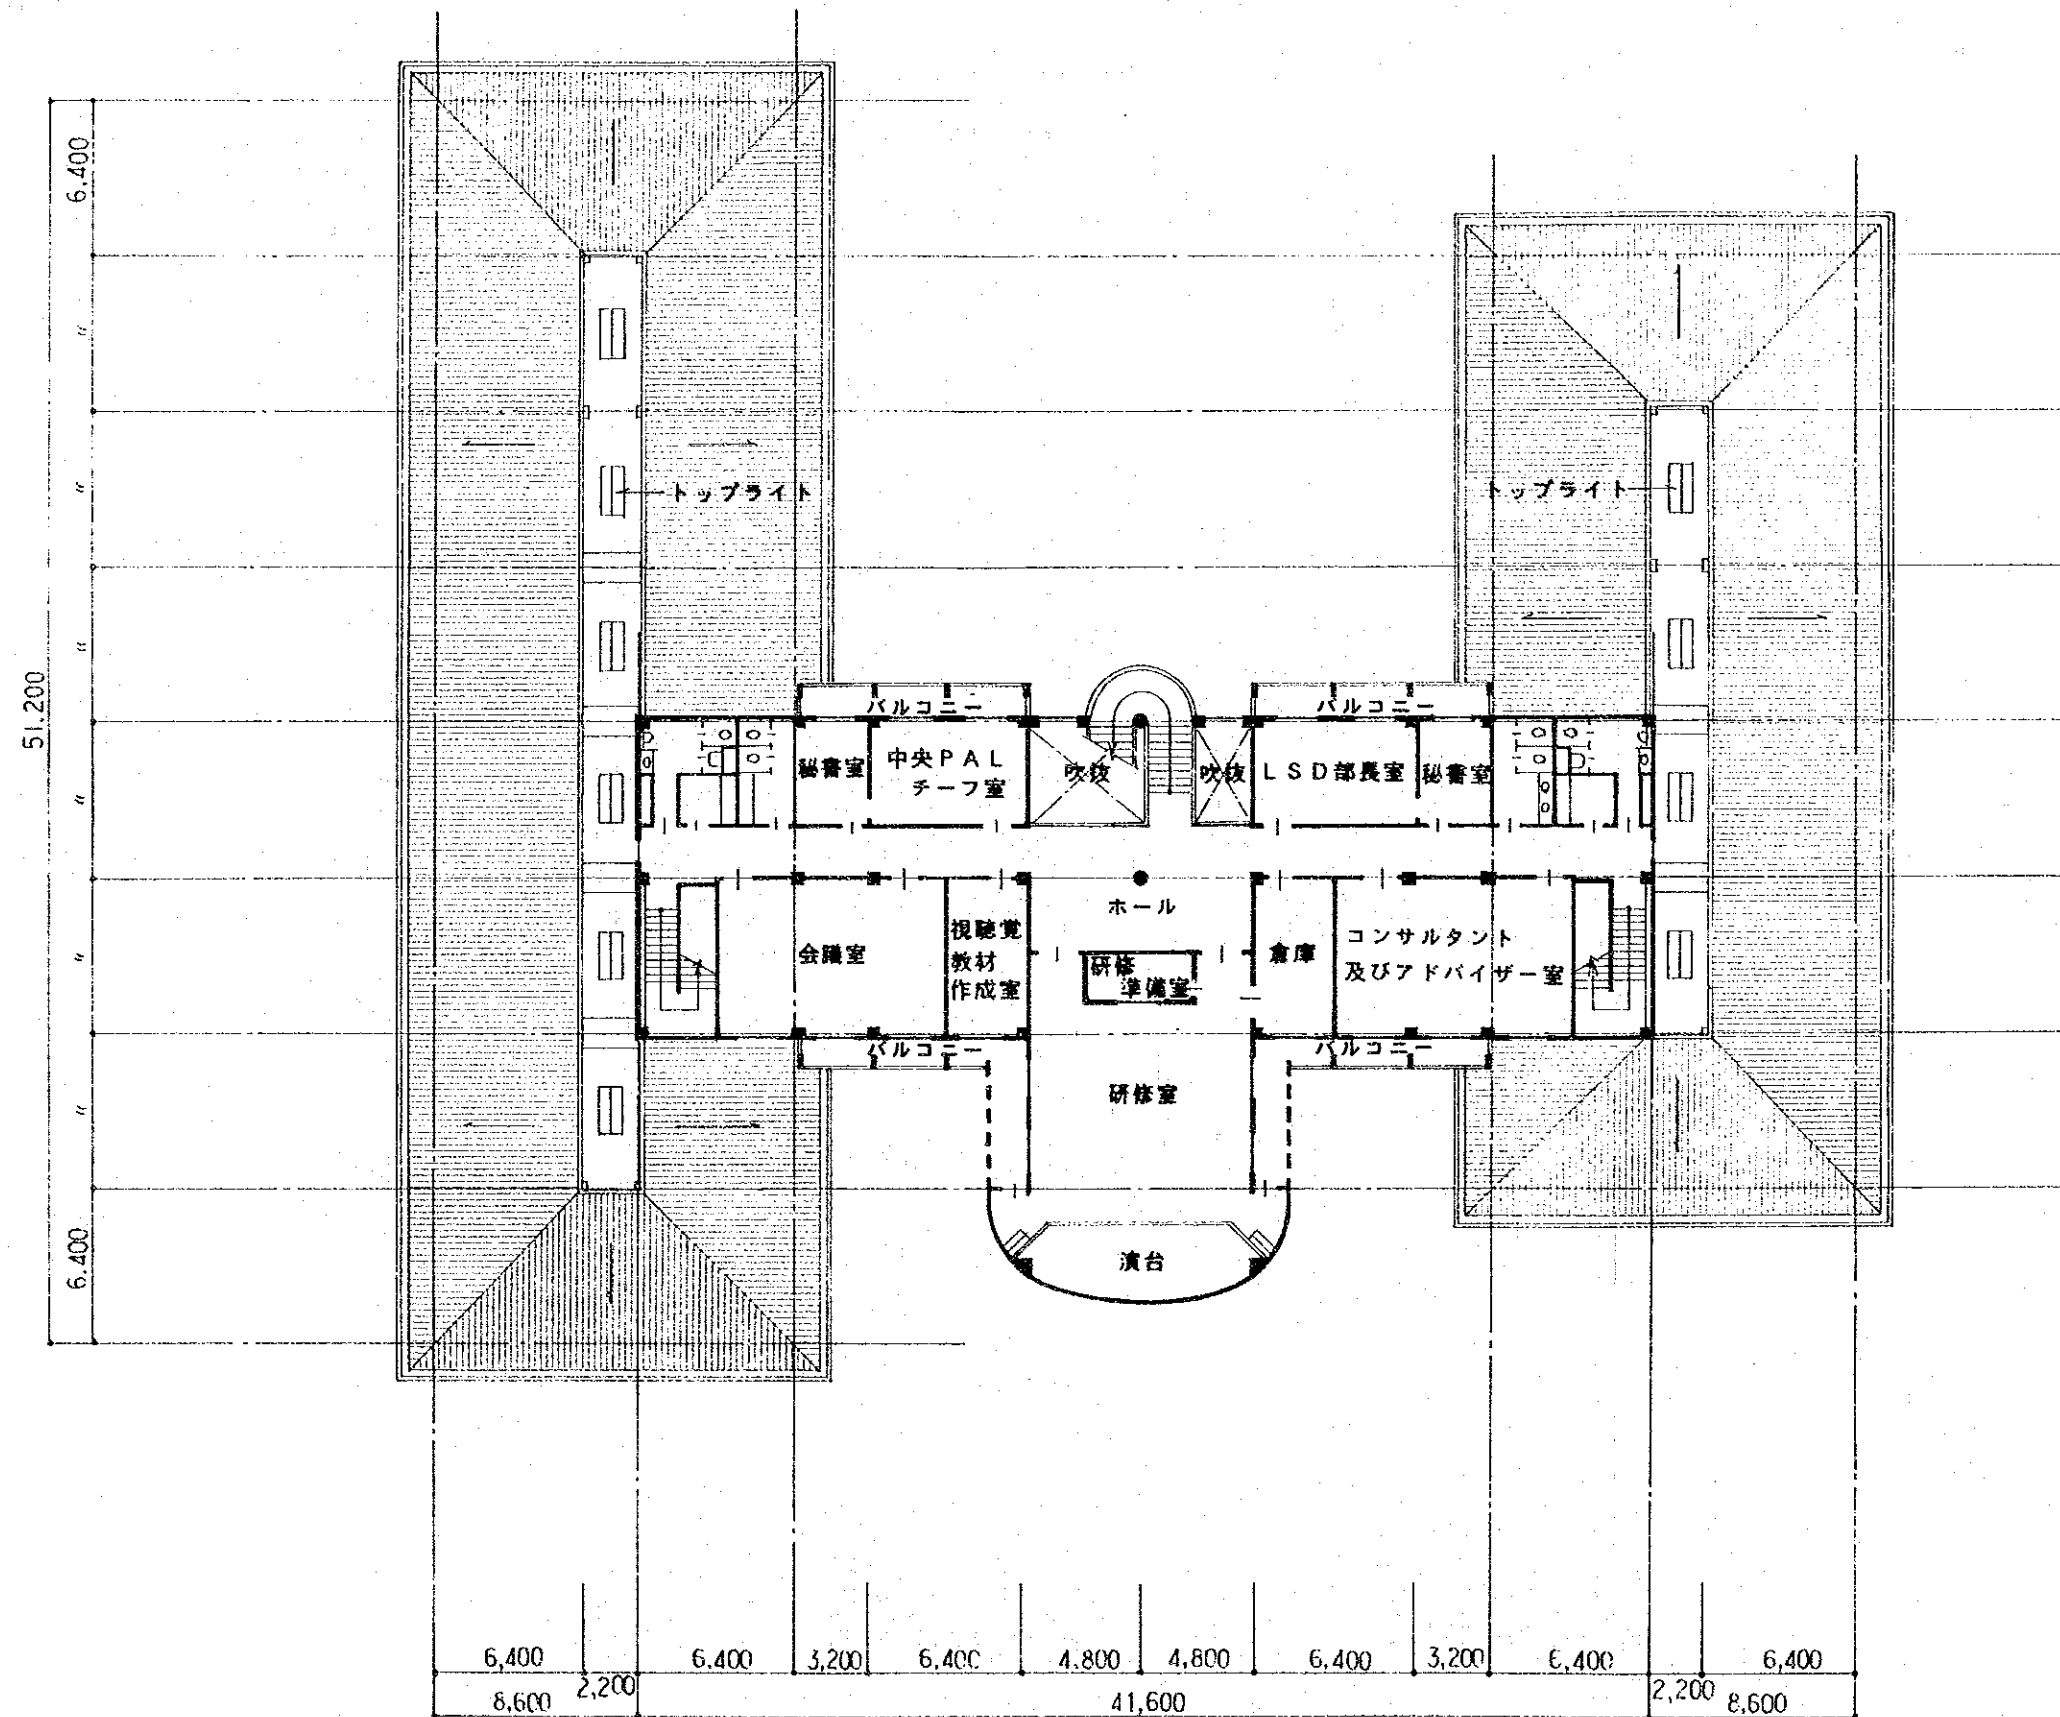 6,400
〃
〃
〃
〃
〃
〃
6.400
51.200
トップライト
トップライト
バルコニー
バルコニー
秘書室
中央PAL
チーフ室
吹抜
吹抜
LSD部長室
秘書室
ホール
会議室
視聴覚
教材
作成室
研修
準備室
倉庫
コンサルタント
及びアドバイザー室
バルコニー
バルコニー
研修室
演台
6,400
2,200
6.400
3,200
6,400
4.800
4,800
6,400
3,200
6,400
2,200
6,400
8,600
41,600
8,600